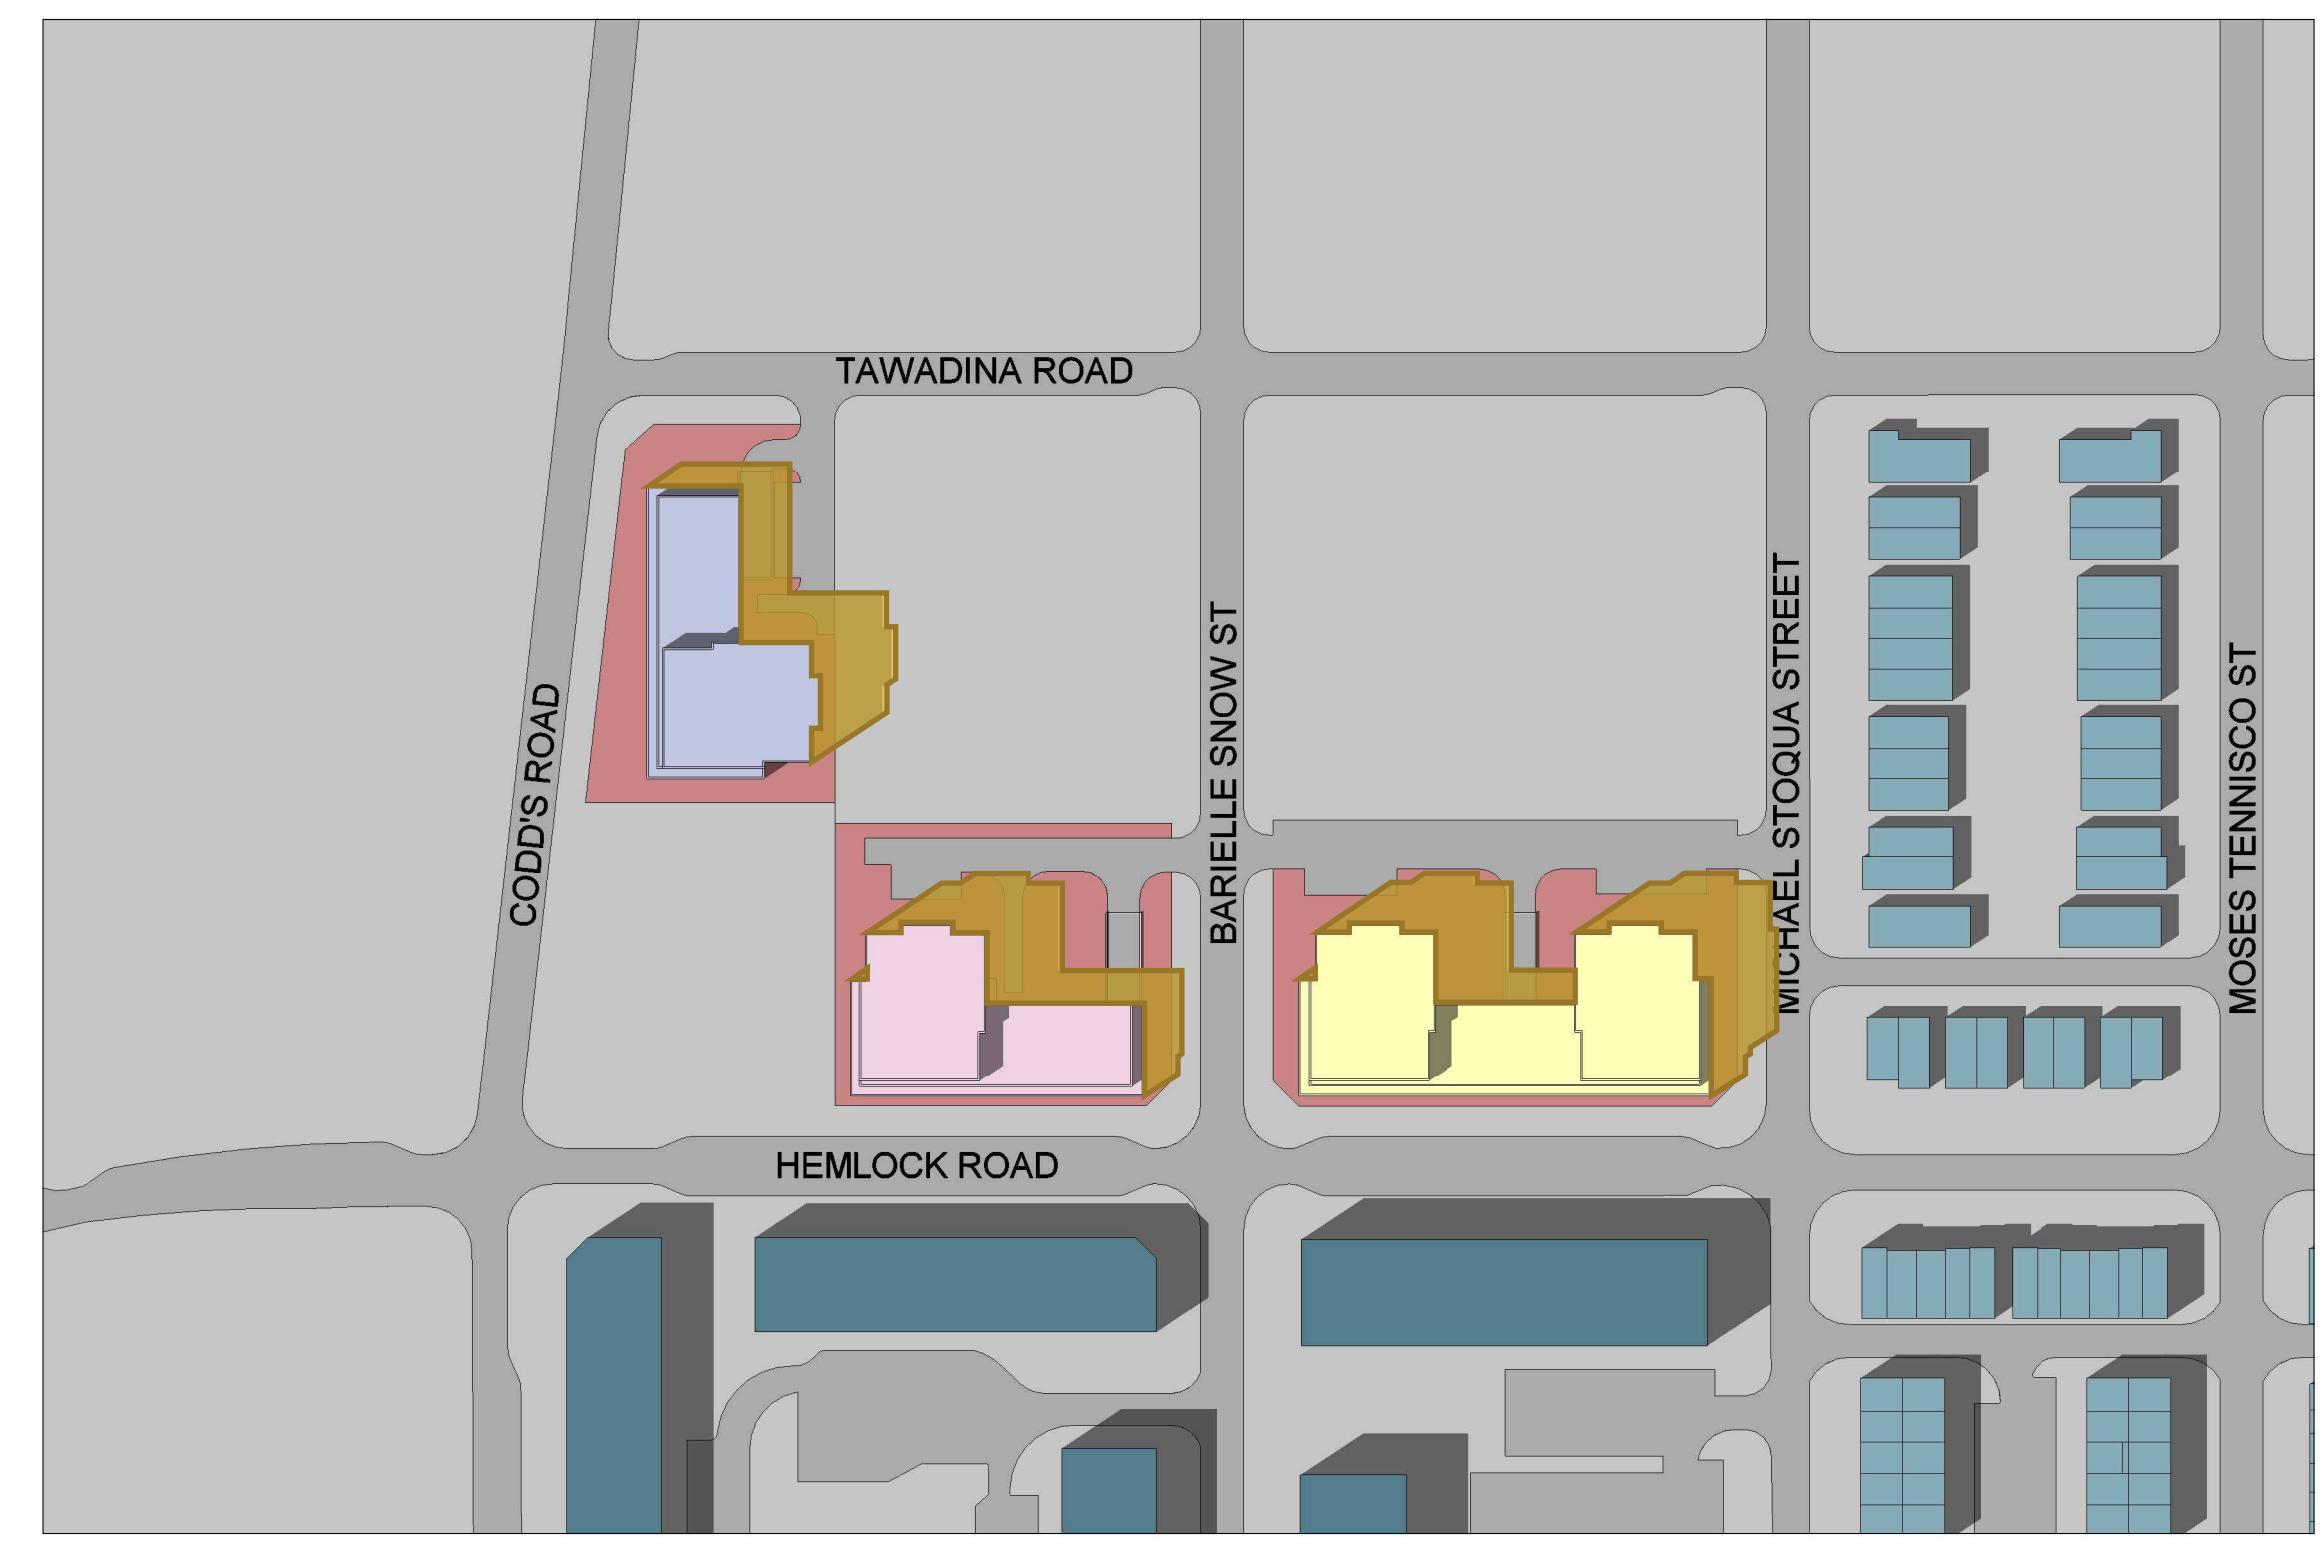 TAWADINA ROAD
CODD'S ROAD
BARIELLE SNOW ST
MICHAEL STOQUA STREET
MOSES TENNISCO ST
HEMLOCK ROAD